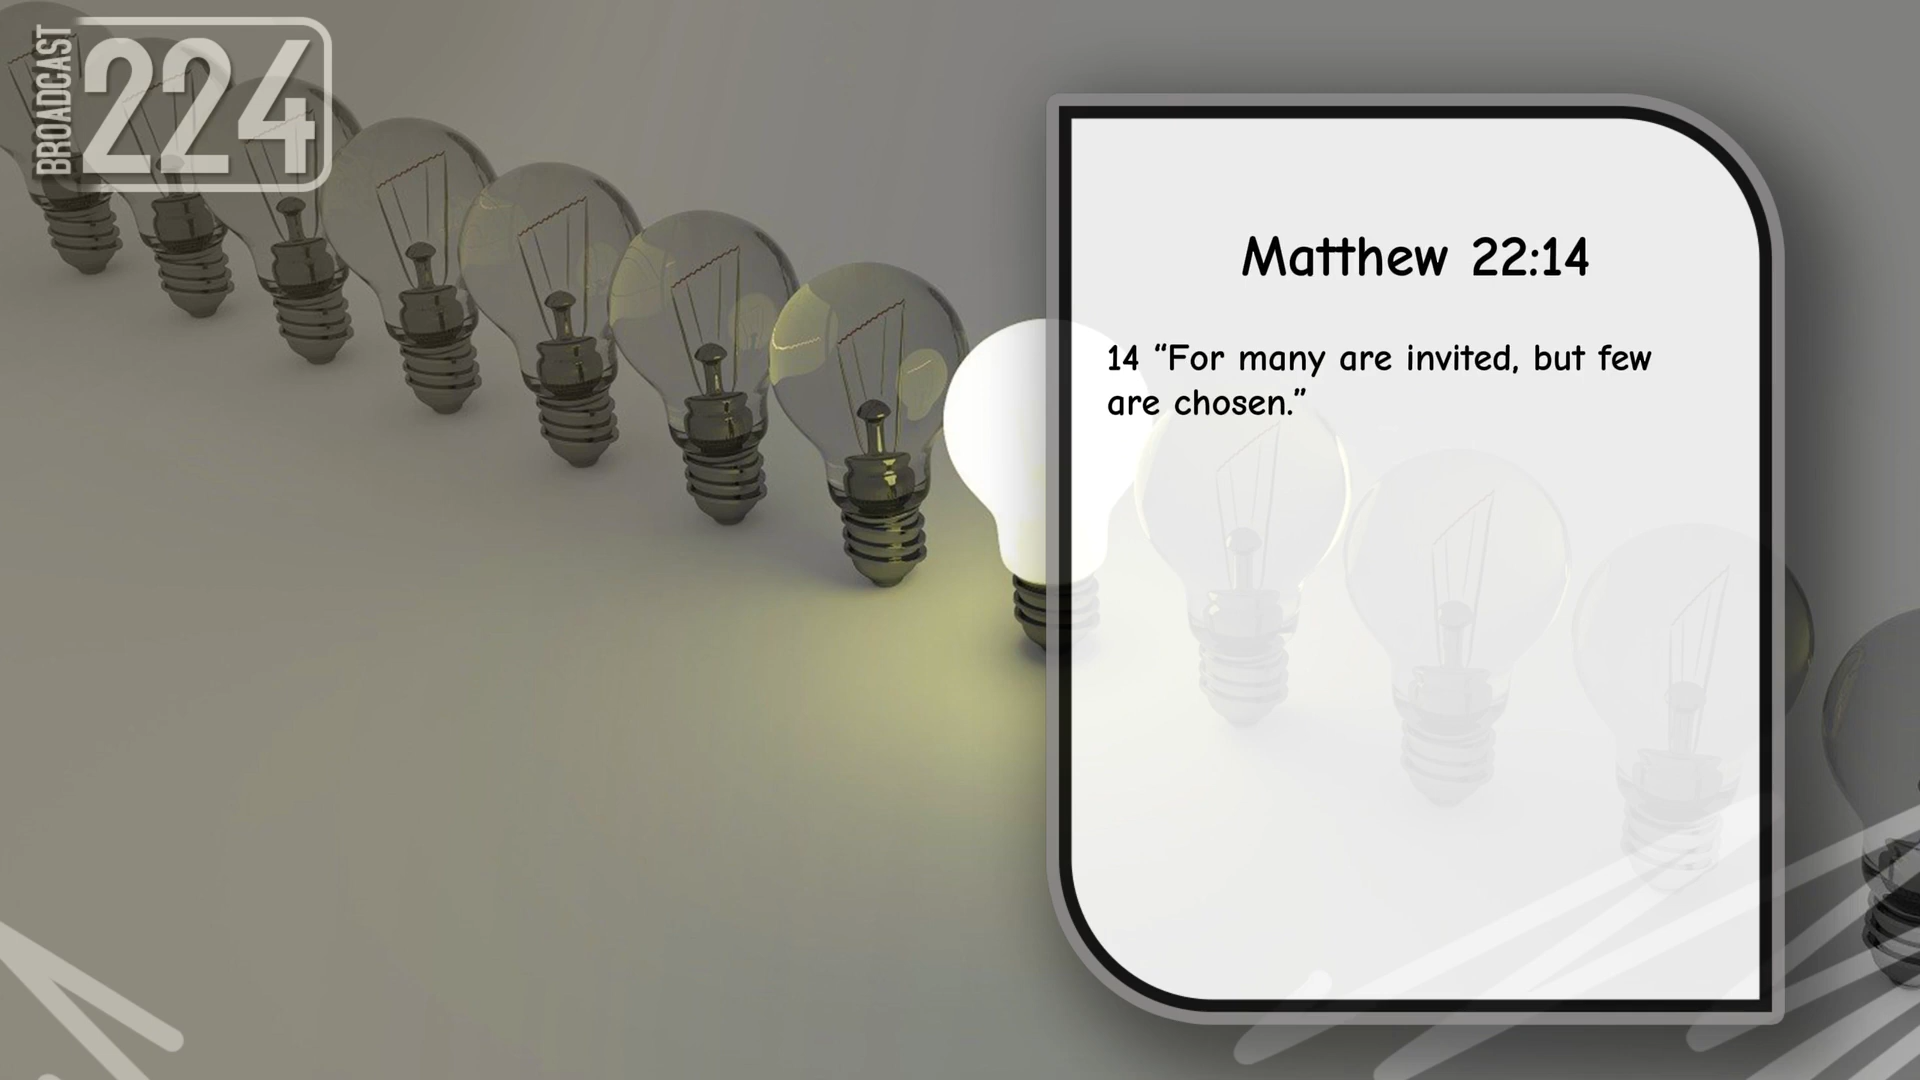 BROADCAST
224
Matthew 22:14
14 “For many are invited, but few
are chosen.”